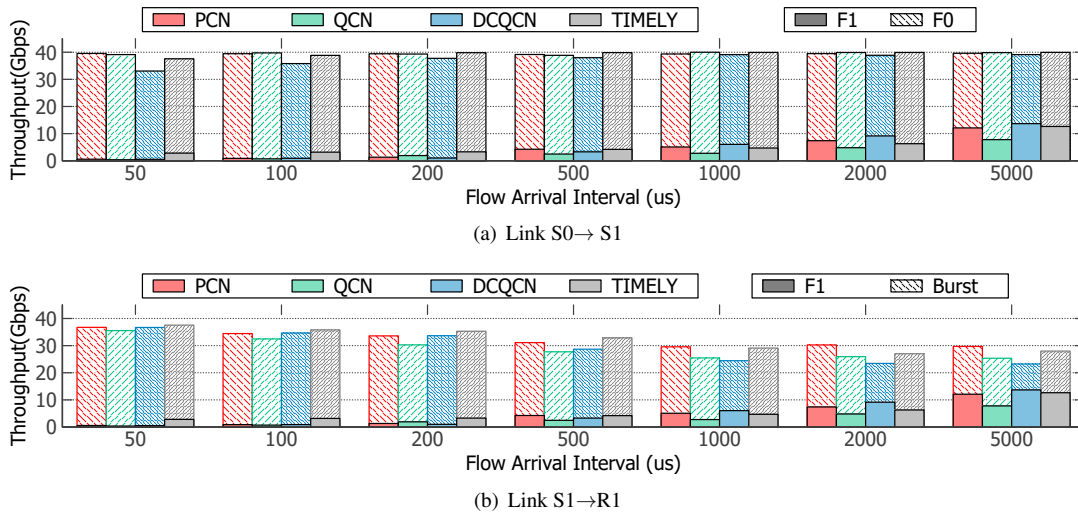 PCN QCN DCQCN TIMELY F1 F0
Throughput(Gbps)
40
30
20
10
0
50 100 200 500 1000 2000 5000
Flow Arrival Interval (us)
(a) Link S0→ S1
PCN QCN DCQCN TIMELY F1 Burst
Throughput(Gbps)
40
30
20
10
0
50 100 200 500 1000 2000 5000
Flow Arrival Interval (us)
(b) Link S1→R1